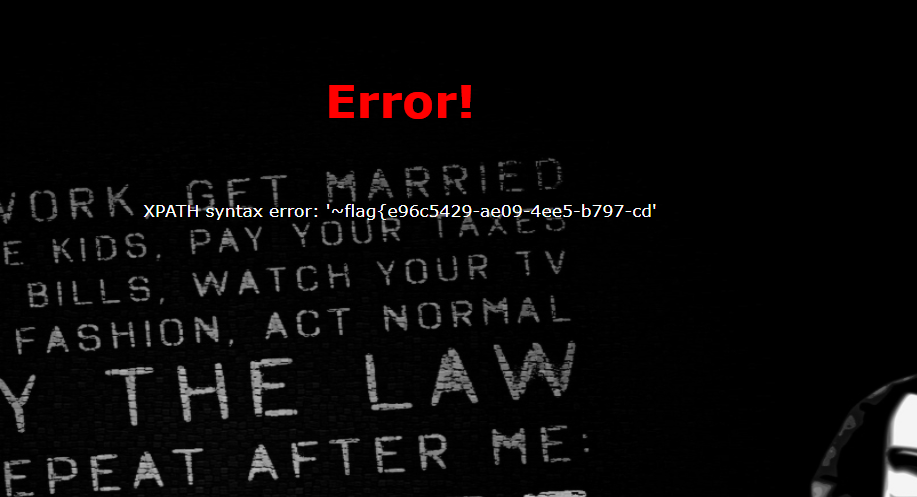 Error!
WORK, GET MARRIED
XPATH syntax error: '~flag{e96c5429-ae09-4ee5-b797-cd'
E KIDS, PAY YOUR TAXES
BILLS, WATCH YOUR TV
FASHION, ACT NORMAL
Y THE LAW
EPEAT AFTER ME: